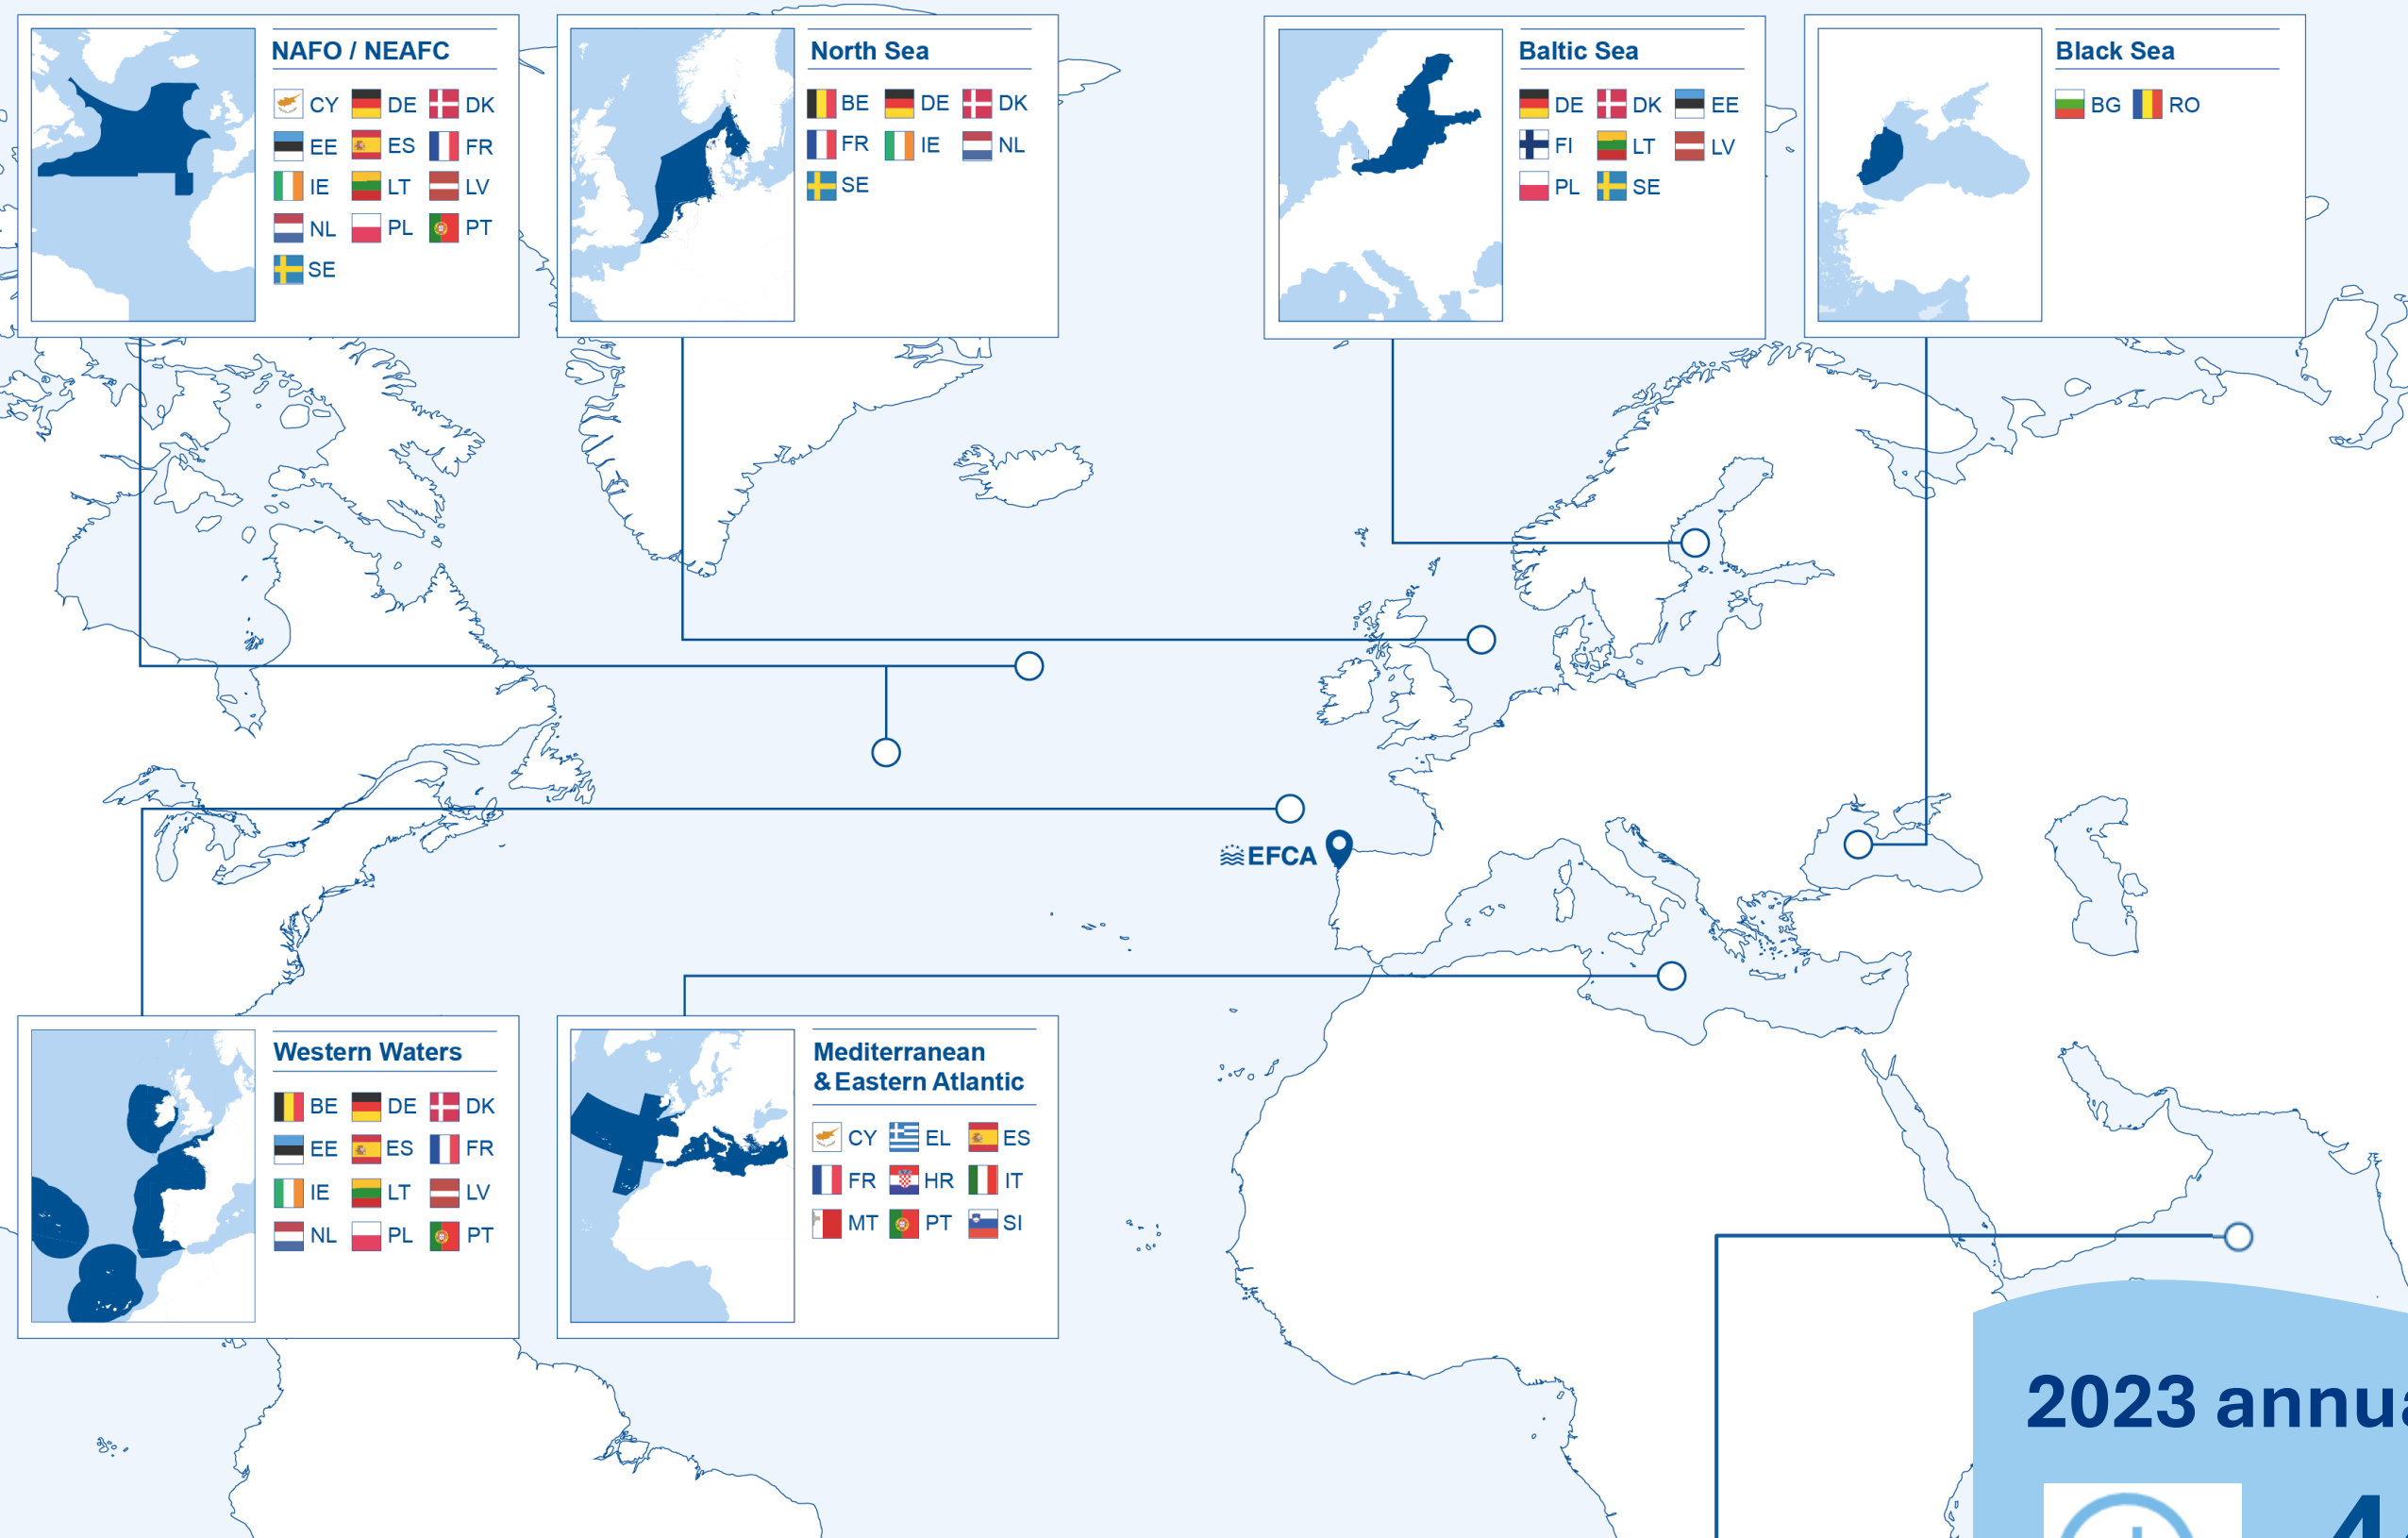 NAFO / NEAFC
CY DE DK
EE ES FR
IE LT LV
NL PL PT
SE
North Sea
BE DE DK
FR IE NL
SE
Baltic Sea
DE DK EE
FI LT LV
PL SE
Black Sea
BG RO
EFCA
Western Waters
BE DE DK
EE ES FR
IE LT LV
NL PL PT
Mediterranean
& Eastern Atlantic
CY EL ES
FR HR IT
MT PT SI
2023